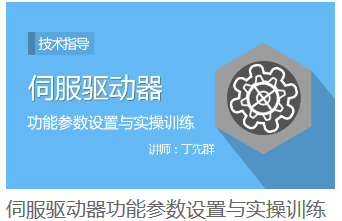 技术指导
伺服驱动器
功能参数设置与实操训练
讲师：丁先群
伺服驱动器功能参数设置与实操训练